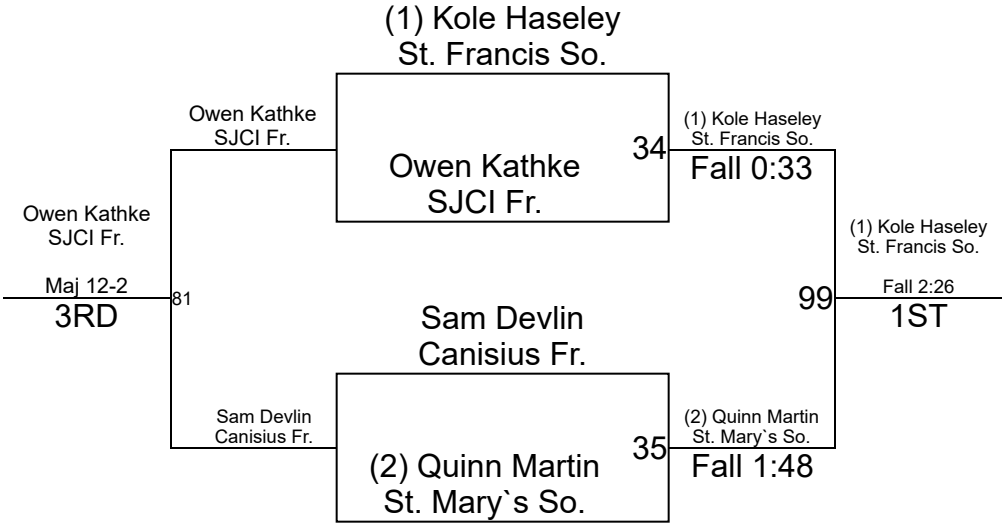 (1) Kole Haseley
St. Francis So.
Owen Kathke
SJCI Fr.
Owen Kathke
SJCI Fr.
34
(1) Kole Haseley
St. Francis So.
Fall 0:33
Owen Kathke
SJCI Fr.
Maj 12-2
3RD
81
(1) Kole Haseley
St. Francis So.
99
Fall 2:26
1ST
Sam Devlin
Canisius Fr.
Sam Devlin
Canisius Fr.
(2) Quinn Martin
St. Mary`s So.
35
(2) Quinn Martin
St. Mary`s So.
Fall 1:48